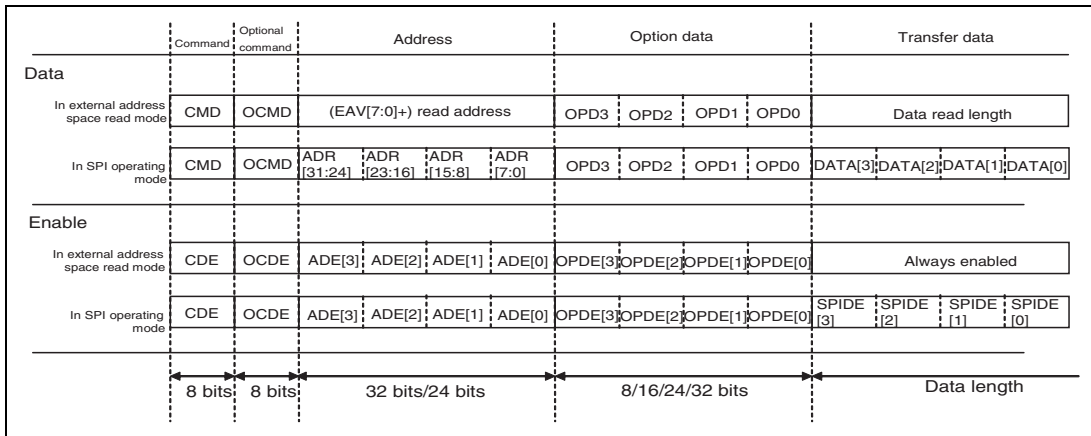 Command Optional command Address Option data Transfer data
Data
In external address space read mode CMD OCMD (EAV[7:0]+) read address OPD3 OPD2 OPD1 OPD0 Data read length
In SPI operating mode CMD OCMD ADR [31:24] ADR [23:16] ADR [15:8] ADR [7:0] OPD3 OPD2 OPD1 OPD0 DATA[3] DATA[2] DATA[1] DATA[0]
Enable
In external address space read mode CDE OCDE ADE[3] ADE[2] ADE[1] ADE[0] OPDE[3] OPDE[2] OPDE[1] OPDE[0] Always enabled
In SPI operating mode CDE OCDE ADE[3] ADE[2] ADE[1] ADE[0] OPDE[3] OPDE[2] OPDE[1] OPDE[0] SPIDE [3] SPIDE [2] SPIDE [1] SPIDE [0]
8 bits 8 bits 32 bits/24 bits 8/16/24/32 bits Data length